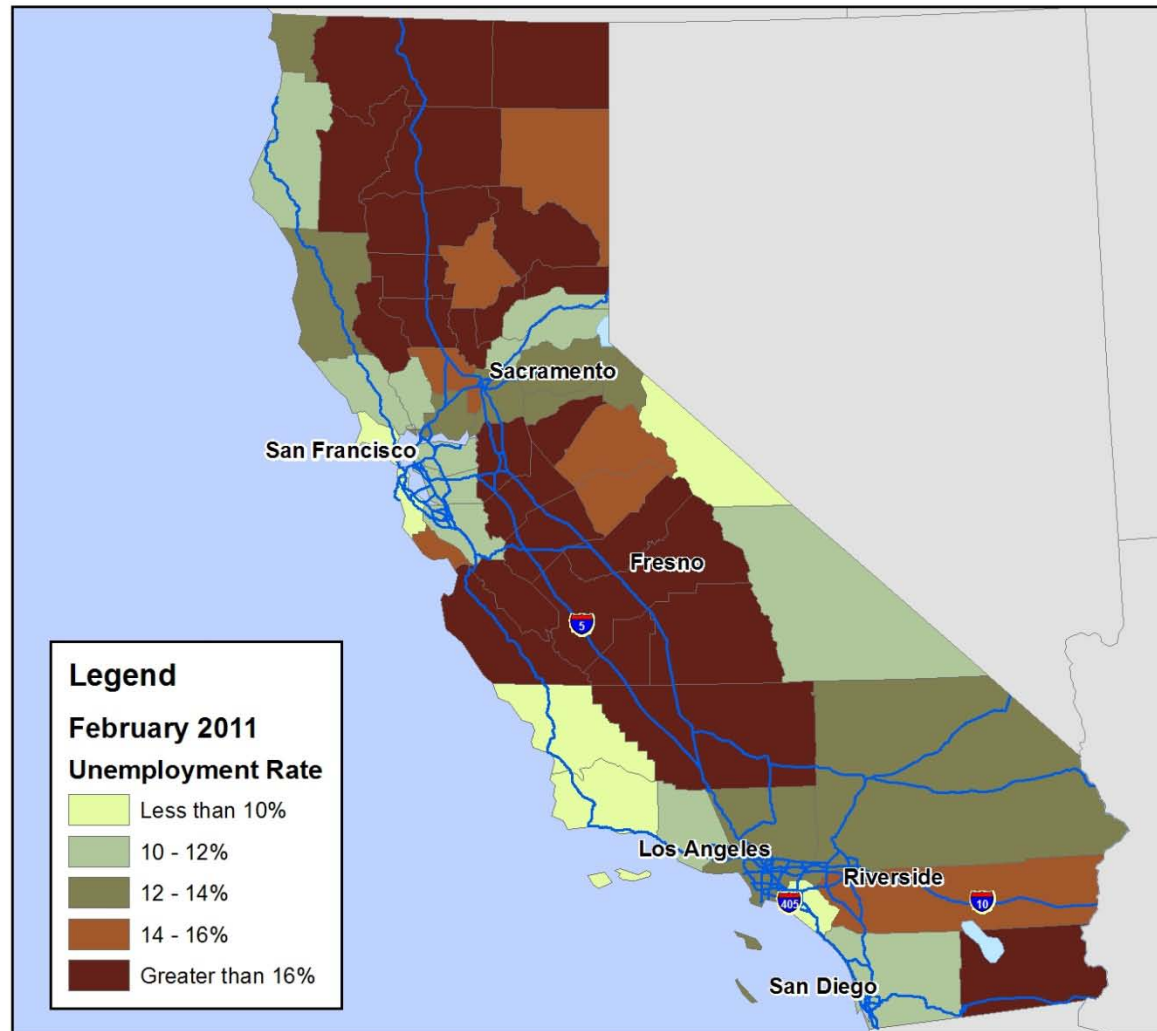 Sacramento
San Francisco
Fresno
5
Legend
February 2011
Unemployment Rate
Less than 10%
10 - 12%
12 - 14%
14 - 16%
Greater than 16%
Los Angeles
Riverside
405
10
San Diego